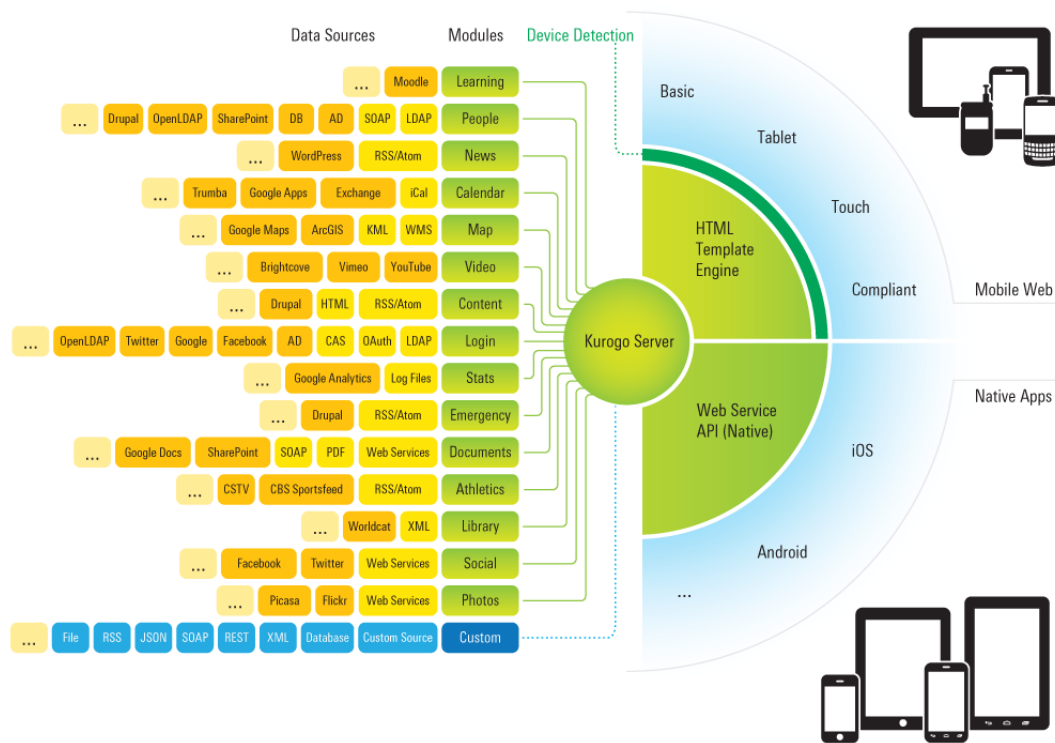 Data Sources Modules Device Detection
... Moodle Learning
... Drupal OpenLDAP SharePoint DB AD SOAP LDAP People
... WordPress RSS/Atom News
... Trumba Google Apps Exchange iCal Calendar
... Google Maps ArcGIS KML WMS Map
... Brightcove Vimeo YouTube Video
... Drupal HTML RSS/Atom Content
... OpenLDAP Twitter Google Facebook AD CAS OAuth LDAP Login
... Google Analytics Log Files Stats
... Drupal RSS/Atom Emergency
... Google Docs SharePoint SOAP PDF Web Services Documents
... CSTV CBS Sportsfeed RSS/Atom Athletics
... Worldcat XML Library
... Facebook Twitter Web Services Social
... Picasa Flickr Web Services Photos
... File RSS JSON SOAP REST XML Database Custom Source Custom
Kurogo Server
HTML
Template
Engine
Web Service
API (Native)
Basic
Tablet
Touch
Compliant
Mobile Web
Native Apps
iOS
Android
...